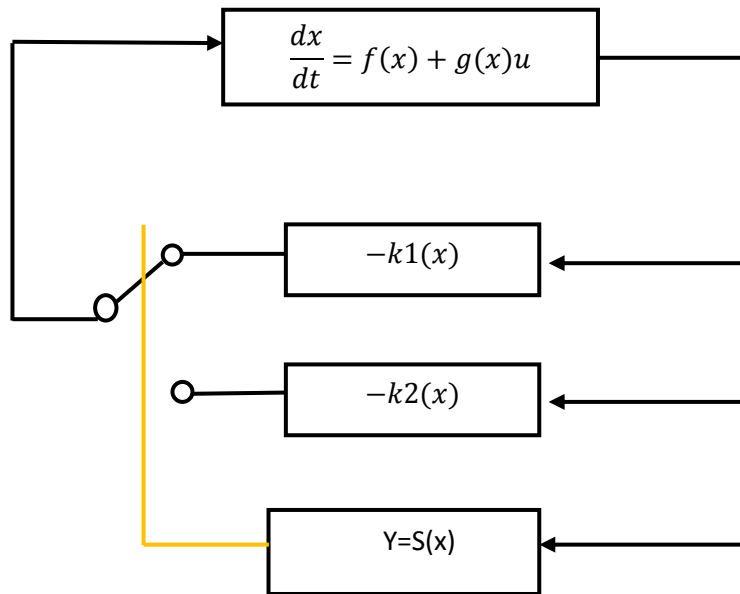 dx/dt = f(x) + g(x)u
−k1(x)
−k2(x)
Y=S(x)